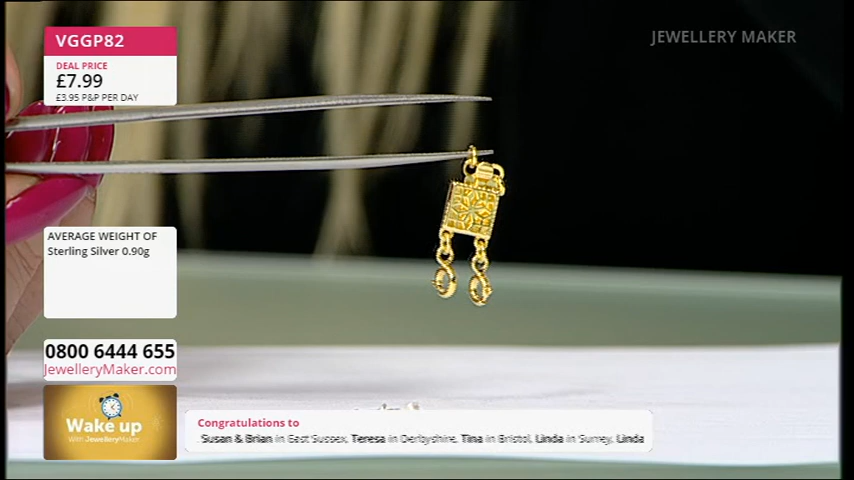 VGGP82
JEWELLERY MAKER
DEAL PRICE
£7.99
£3.95 P&P PER DAY
AVERAGE WEIGHT OF
Sterling Silver 0.90g
0800 6444 655
JewelleryMaker.com
Wake up
With JewelleryMaker
Congratulations to
Susan & Brian in East Sussex, Teresa in Derbyshire, Tina in Bristol, Linda in Surrey, Linda